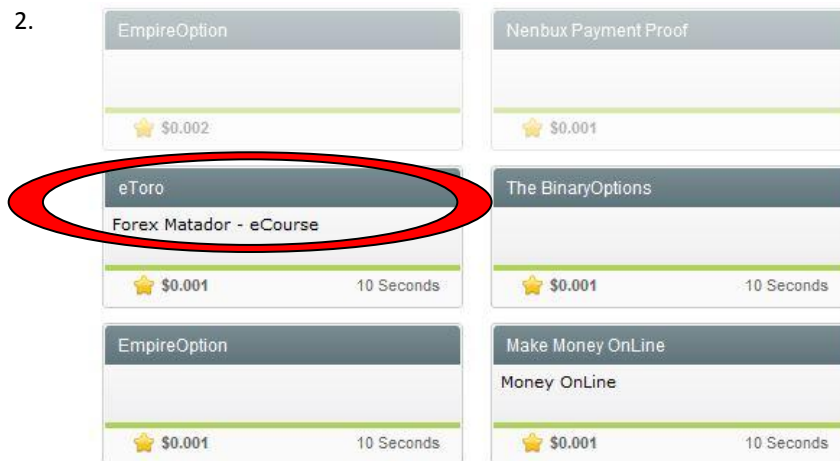 2.
EmpireOption
Nenbux Payment Proof
$0.002
$0.001
eToro
The BinaryOptions
Forex Matador - eCourse
$0.001 10 Seconds
$0.001 10 Seconds
EmpireOption
Make Money OnLine
Money OnLine
$0.001 10 Seconds
$0.001 10 Seconds